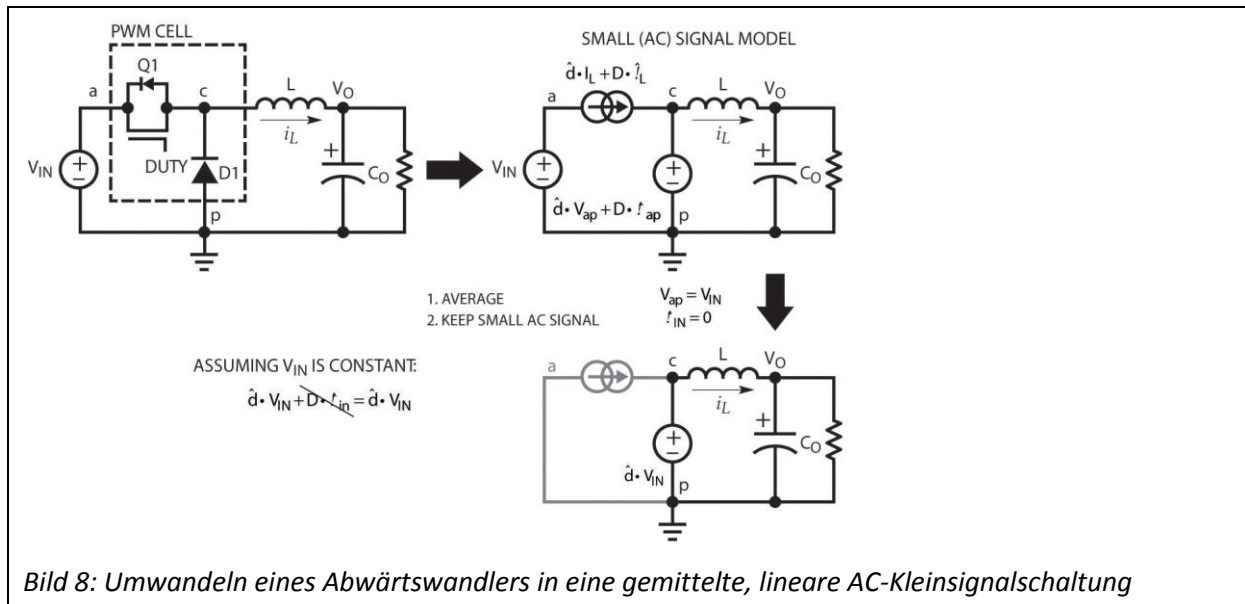 PWM CELL
Q1
a
c
L
VO
iL
VIN
DUTY
D1
CO
p
SMALL (AC) SIGNAL MODEL
d̂·IL+D·îL
a
c
L
VO
iL
VIN
CO
d̂·Vap+D·v̂ap
p
1. AVERAGE
2. KEEP SMALL AC SIGNAL
Vap=VIN
v̂IN=0
ASSUMING VIN IS CONSTANT:
d̂·VIN+D·v̂in=d̂·VIN
a
c
L
VO
iL
CO
d̂·VIN
p
Bild 8: Umwandeln eines Abwärtswandlers in eine gemittelte, lineare AC-Kleinsignalschaltung